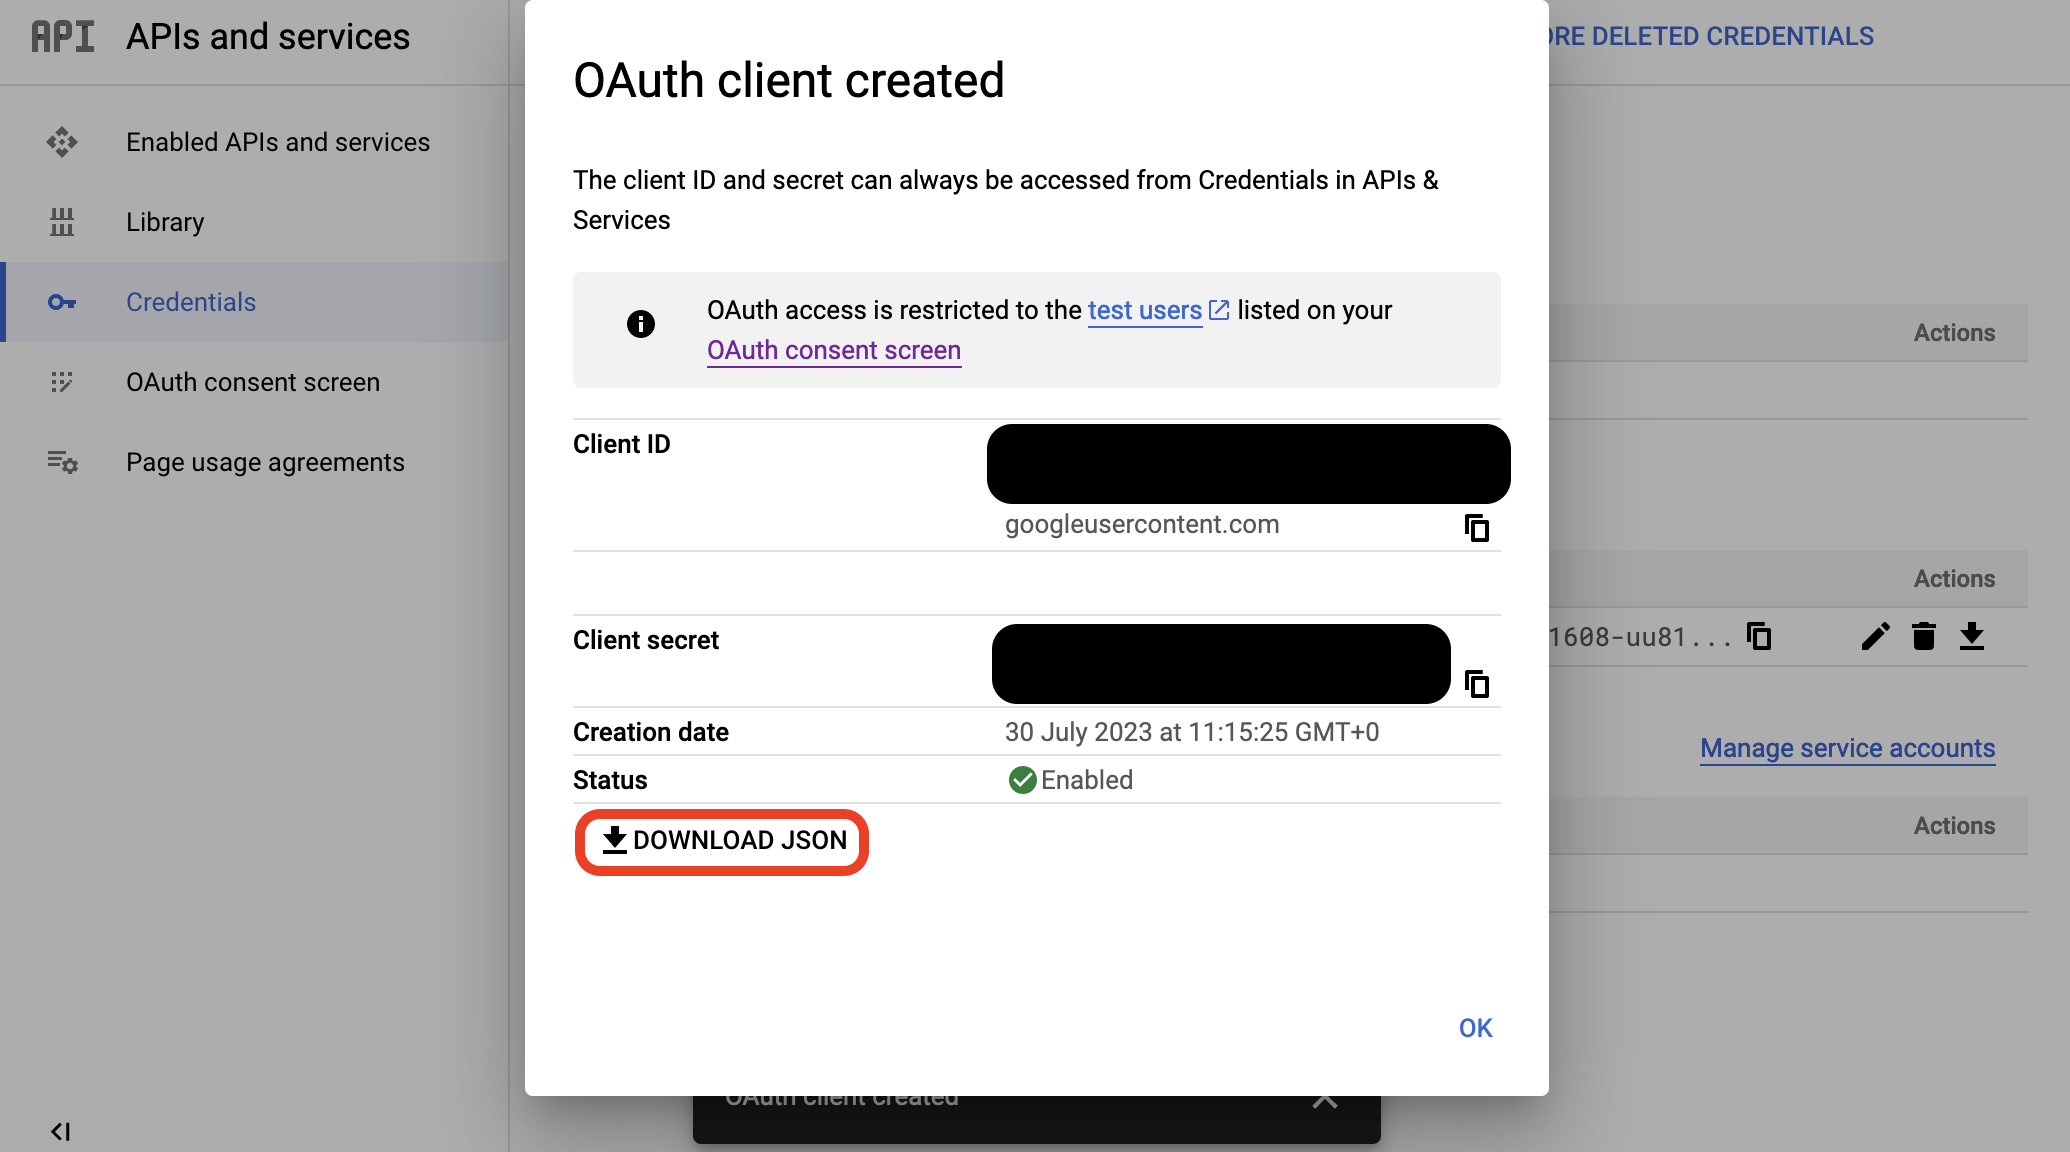 API APIs and services
Enabled APIs and services
Library
Credentials
OAuth consent screen
Page usage agreements
DELETED CREDENTIALS
OAuth client created
The client ID and secret can always be accessed from Credentials in APIs &
Services
OAuth access is restricted to the test users listed on your
OAuth consent screen
Client ID
googleusercontent.com
Client secret
Creation date 30 July 2023 at 11:15:25 GMT+0
Status Enabled
DOWNLOAD JSON
OK
Actions
Actions
1608-uu81...
Manage service accounts
Actions
OAuth client created